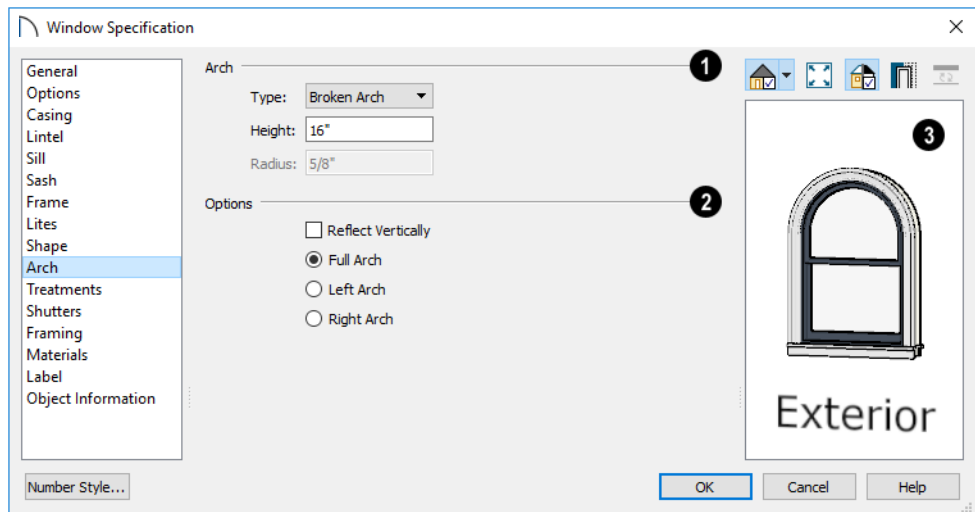 Window Specification
General
Options
Casing
Lintel
Sill
Sash
Frame
Lites
Shape
Arch
Treatments
Shutters
Framing
Materials
Label
Object Information
Arch 1
Type: Broken Arch
Height: 16"
Radius: 5/8"
Options 2
Reflect Vertically
Full Arch
Left Arch
Right Arch
3
Exterior
Number Style...
OK Cancel Help